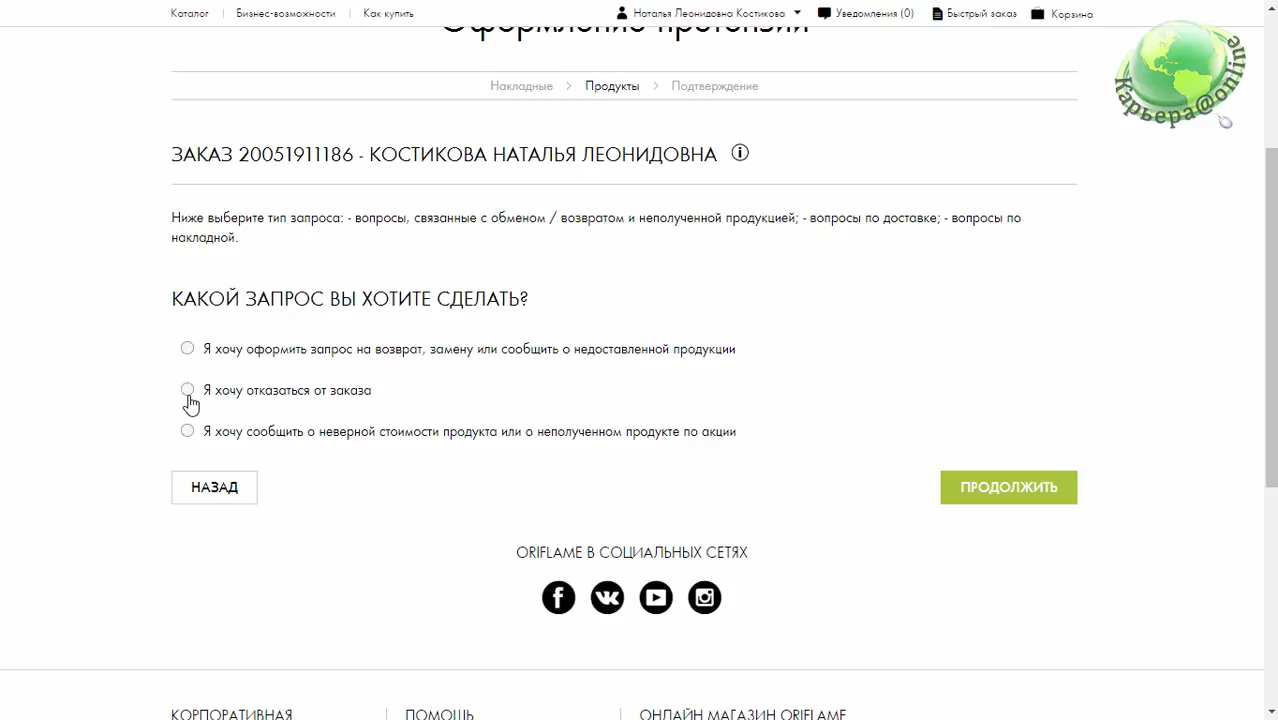 Каталог
Бизнес-возможности
Как купить
Наталья Леонидовна Костикова
Уведомления (0)
Быстрый заказ
Корзина
Оформление претензии
Карьера@online
Накладные
Продукты
Подтверждение
ЗАКАЗ 20051911186 - КОСТИКОВА НАТАЛЬЯ ЛЕОНИДОВНА
Ниже выберите тип запроса: - вопросы, связанные с обменом / возвратом и неполученной продукцией; - вопросы по доставке; - вопросы по
накладной.
КАКОЙ ЗАПРОС ВЫ ХОТИТЕ СДЕЛАТЬ?
Я хочу оформить запрос на возврат, замену или сообщить о недоставленной продукции
Я хочу отказаться от заказа
Я хочу сообщить о неверной стоимости продукта или о неполученном продукте по акции
НАЗАД
ПРОДОЛЖИТЬ
ORIFLAME В СОЦИАЛЬНЫХ СЕТЯХ
КОРПОРАТИВНАЯ
ПОМОЩЬ
ОНЛАЙН МАГАЗИН ORIFLAME